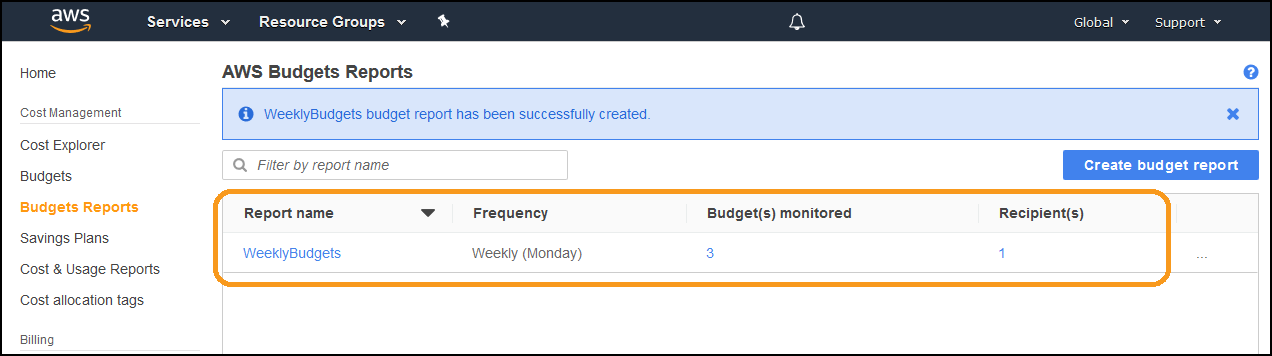 aws Services Resource Groups Global Support
Home
Cost Management
Cost Explorer
Budgets
Budgets Reports
Savings Plans
Cost & Usage Reports
Cost allocation tags
Billing
AWS Budgets Reports ?
i WeeklyBudgets budget report has been successfully created.
Filter by report name Create budget report
Report name Frequency Budget(s) monitored Recipient(s)
WeeklyBudgets Weekly (Monday) 3 1 ...